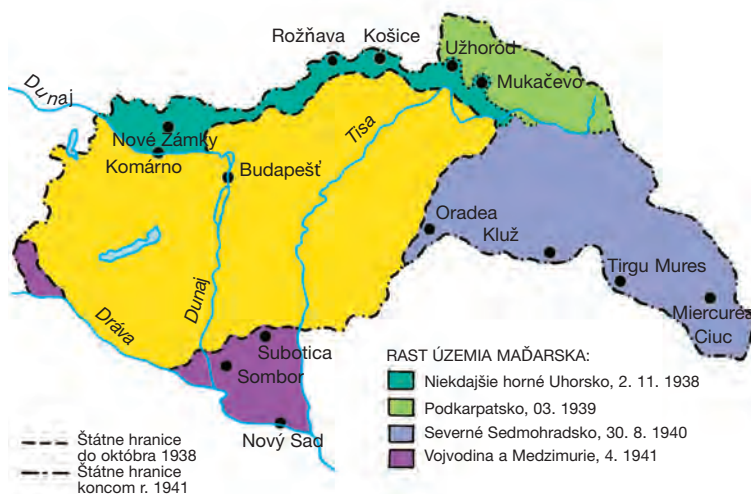 Rožňava
Košice
Užhoród
Mukačevo
Dunaj
Nové Zámky
Komárno
Budapešť
Tisa
Oradea
Kluž
Tirgu Mures
Miercurea
Ciuc
Dunaj
Dráva
Subotica
Sombor
Nový Sad
RAST ÚZEMIA MAĎARSKA:
Niekdajšie horné Uhorsko, 2. 11. 1938
Podkarpatsko, 03. 1939
Severné Sedmohradsko, 30. 8. 1940
Vojvodina a Medzimurie, 4. 1941
Štátne hranice
do októbra 1938
Štátne hranice
koncom r. 1941